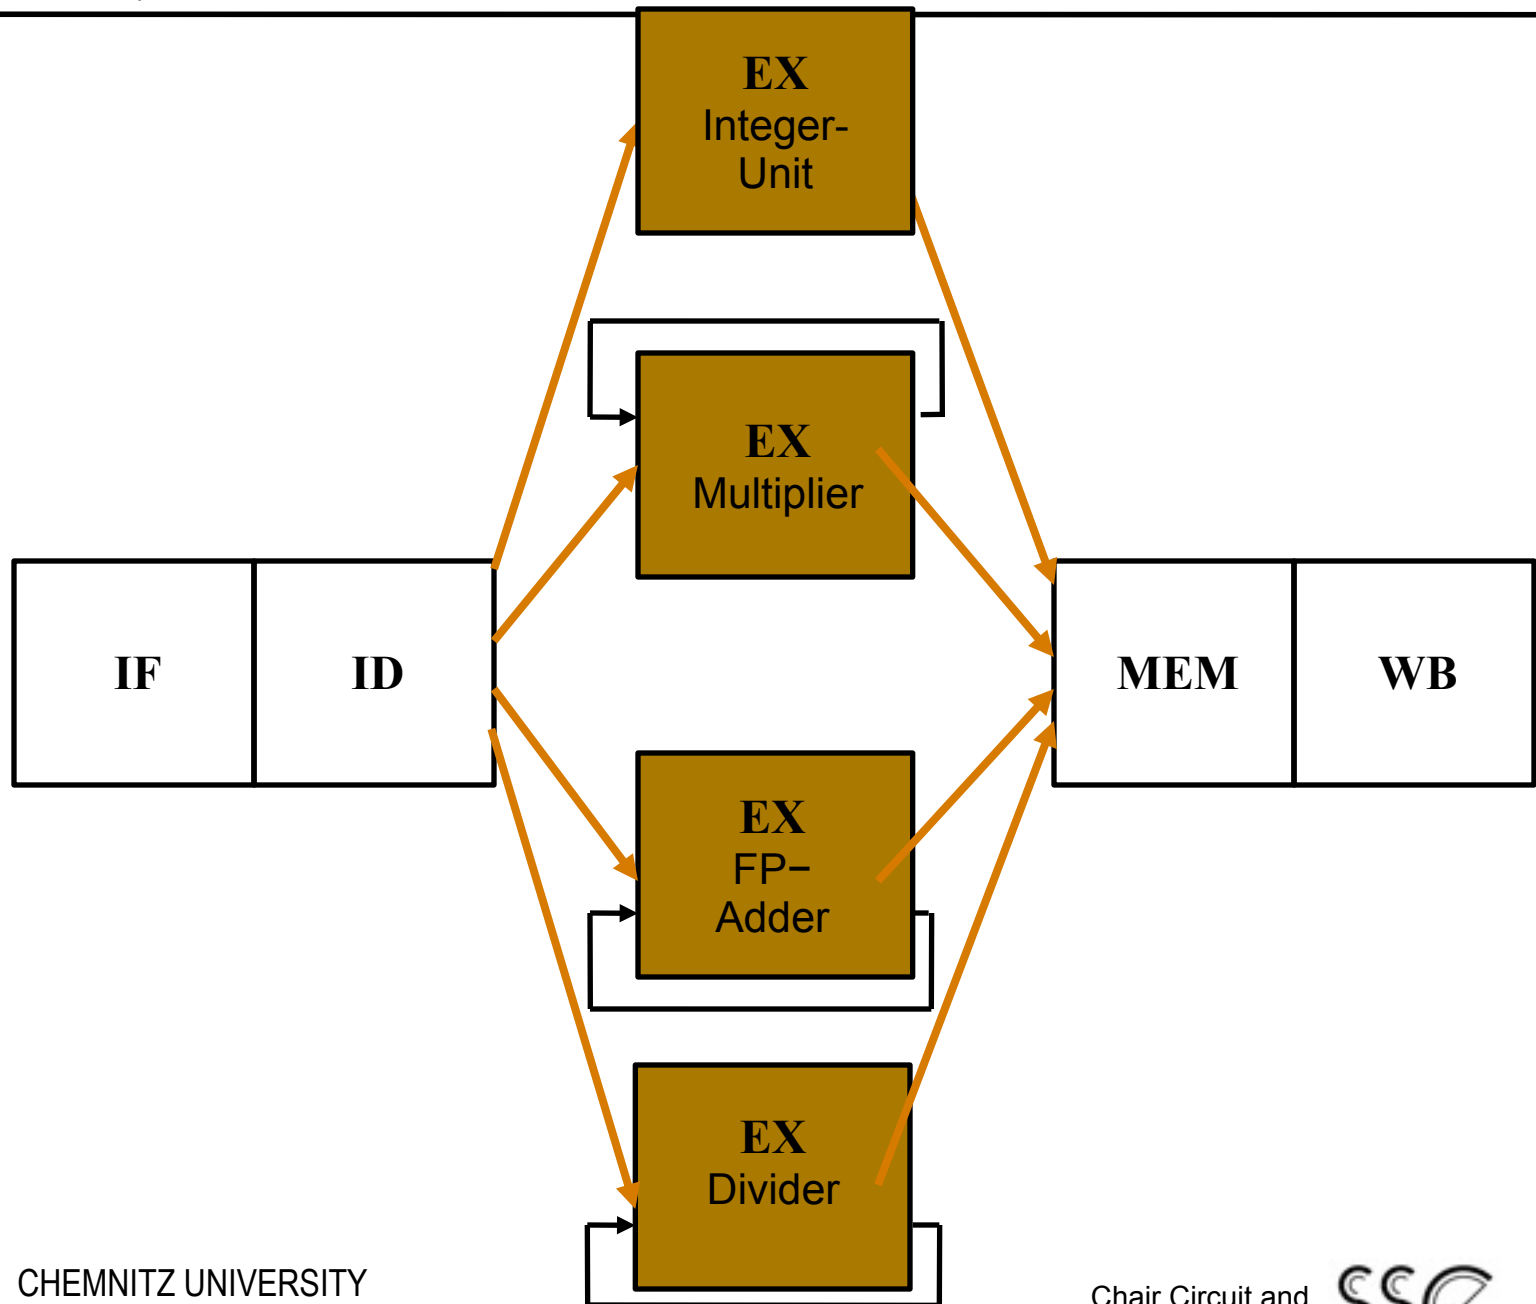 EX
Integer-
Unit
EX
Multiplier
IF
ID
MEM
WB
EX
FP–
Adder
EX
Divider
CHEMNITZ UNIVERSITY
Chair Circuit and